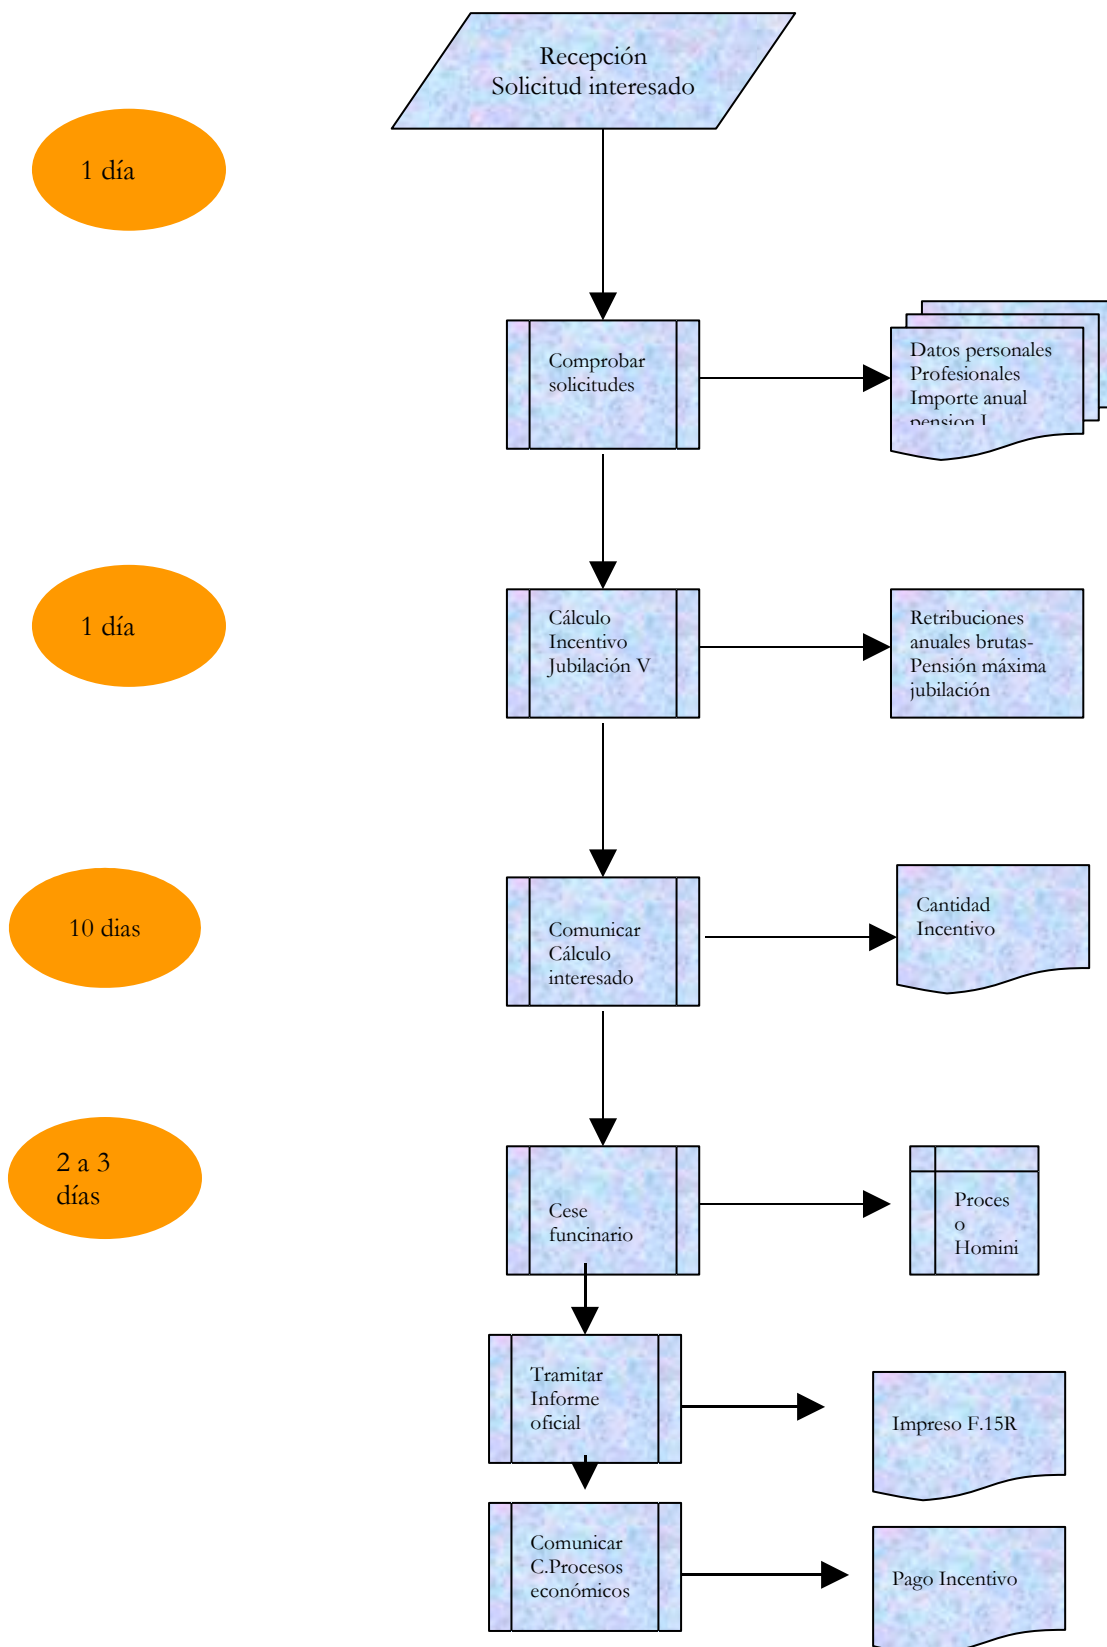 Recepción
Solicitud interesado
1 día
Comprobar
solicitudes
Datos personales
Profesionales
Importe anual
pension I
1 día
Cálculo
Incentivo
Jubilación V
Retribuciones
anuales brutas-
Pensión máxima
jubilación
10 dias
Comunicar
Cálculo
interesado
Cantidad
Incentivo
2 a 3
días
Cese
funcinario
Proces
o
Homini
Tramitar
Informe
oficial
Impreso F.15R
Comunicar
C.Procesos
económicos
Pago Incentivo